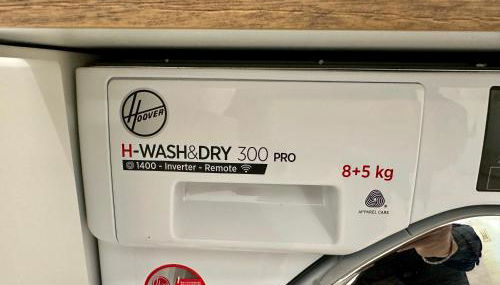 HOOVER
H-WASH&DRY 300 PRO
1400 - Inverter - Remote
8+5 kg
APPAREL CARE